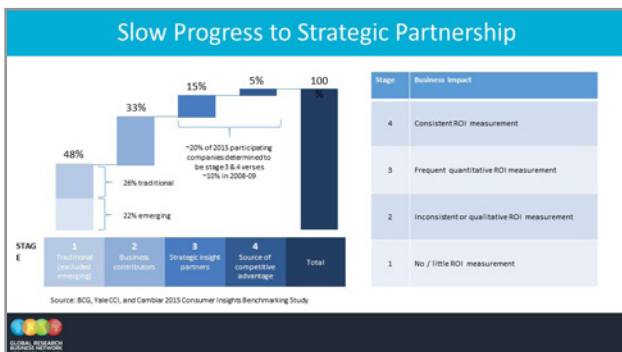 Slow Progress to Strategic Partnership
48%
33%
15%
5%
100
%
~20% of 2015 participating
companies determined to
be stage 3 & 4 verses
~10% in 2008-09
26% traditional
22% emerging
STAG
E
1
Traditional
(excluded
emerging)
2
Business
contributors
3
Strategic insight
partners
4
Source of
competitive
advantage
Total
Source: BCG, Yale CCI, and Cambiar 2015 Consumer Insights Benchmarking Study
Stage Business Impact
4 Consistent ROI measurement
3 Frequent quantitative ROI measurement
2 Inconsistent or qualitative ROI measurement
1 No / little ROI measurement
GLOBAL RESEARCH
BUSINESS NETWORK